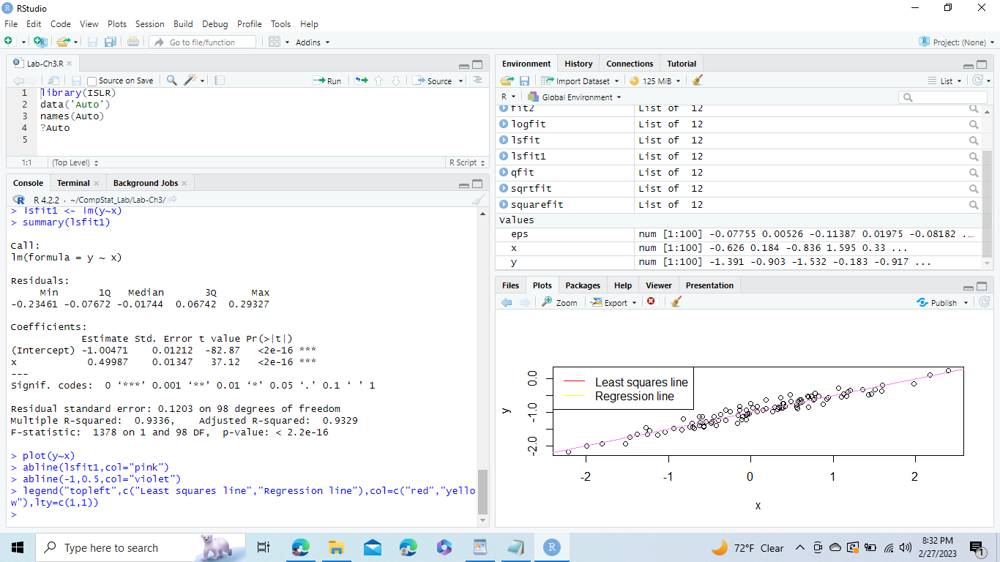 RStudio
File Edit Code View Plots Session Build Debug Profile Tools Help
Go to file/function Addins Project: (None)
Lab-Ch3.R
Source on Save Run Source
1 library(ISLR)
2 data('Auto')
3 names(Auto)
4 ?Auto
5
1:1 (Top Level) R Script
Console Terminal Background Jobs
R 4.2.2 · ~/CompStat_Lab/Lab-Ch3/
> lsfit1 <- lm(y~x)
> summary(lsfit1)
Call:
lm(formula = y ~ x)
Residuals:
Min 1Q Median 3Q Max
-0.23461 -0.07672 -0.01744 0.06742 0.29327
Coefficients:
Estimate Std. Error t value Pr(>|t|)
(Intercept) -1.00471 0.01212 -82.87 <2e-16 ***
x 0.49987 0.01347 37.12 <2e-16 ***
---
Signif. codes: 0 ‘***’ 0.001 ‘**’ 0.01 ‘*’ 0.05 ‘.’ 0.1 ‘ ’ 1
Residual standard error: 0.1203 on 98 degrees of freedom
Multiple R-squared: 0.9336, Adjusted R-squared: 0.9329
F-statistic: 1378 on 1 and 98 DF, p-value: < 2.2e-16
> plot(y~x)
> abline(lsfit1,col="pink")
> abline(-1,0.5,col="violet")
> legend("topleft",c("Least squares line","Regression line"),col=c("red","yello
w"),lty=c(1,1))
>
Environment History Connections Tutorial
Import Dataset 125 MiB List
R Global Environment
fit2 List of 12
logfit List of 12
lsfit List of 12
lsfit1 List of 12
qfit List of 12
sqrtfit List of 12
squarefit List of 12
values
eps num [1:100] -0.07755 0.00526 -0.11387 0.01975 -0.08182 ...
x num [1:100] -0.626 0.184 -0.836 1.595 0.33 ...
y num [1:100] -1.391 -0.903 -1.532 -0.183 -0.917 ...
Files Plots Packages Help Viewer Presentation
Zoom Export Publish
Least squares line
Regression line
0.0
-1.0
-2.0
y
-2 -1 0 1 2
x
Type here to search
72°F Clear
8:32 PM
2/27/2023
1